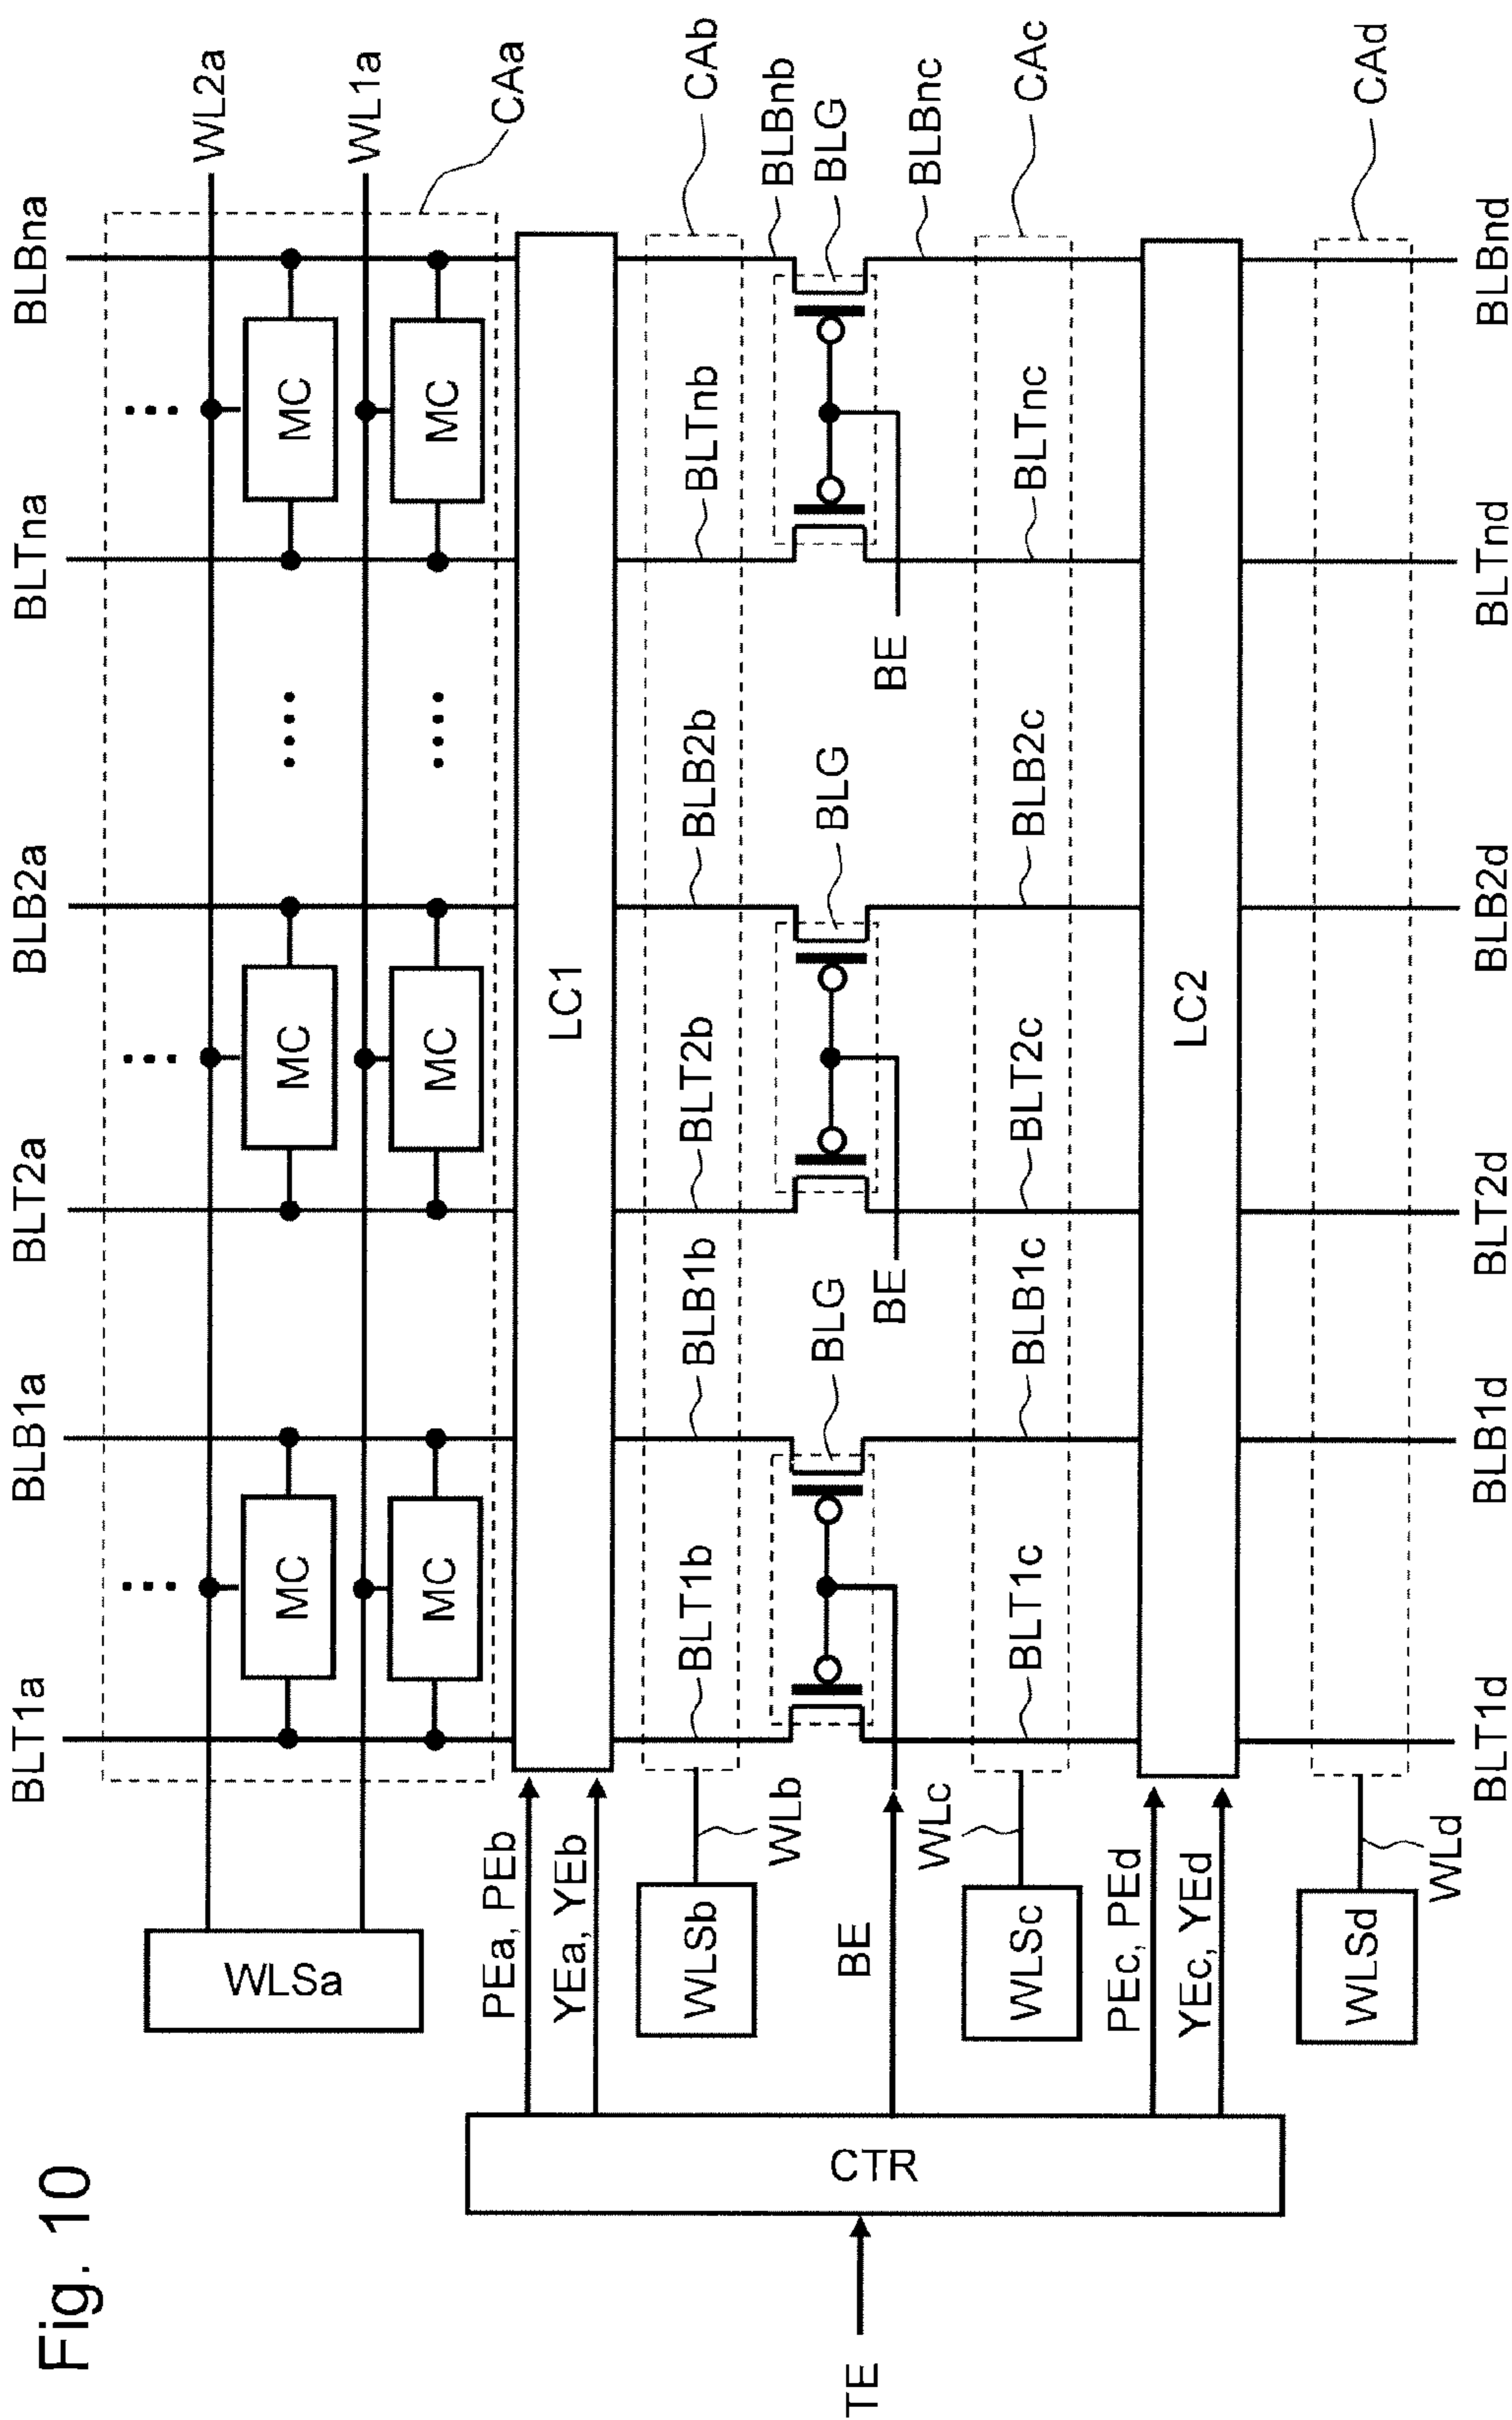 Fig. 10
BLT1a
BLB1a
BLT2a
BLB2a
BLTna
BLBna
WLSa
MC
MC
MC
WL2a
MC
MC
MC
WL1a
CAa
PEa, PEb
YEa, YEb
LC1
WLSb
WLb
BLT1b
BLB1b
BLT2b
BLB2b
BLTnb
CAb
BLBnb
TE
CTR
BE
BLG
BE
BLG
BE
BLG
BLBnc
WLSc
WLc
BLT1c
BLB1c
BLT2c
BLB2c
BLTnc
CAc
PEc, PEd
YEc, YEd
LC2
WLSd
WLd
CAd
BLT1d
BLB1d
BLT2d
BLB2d
BLTnd
BLBnd